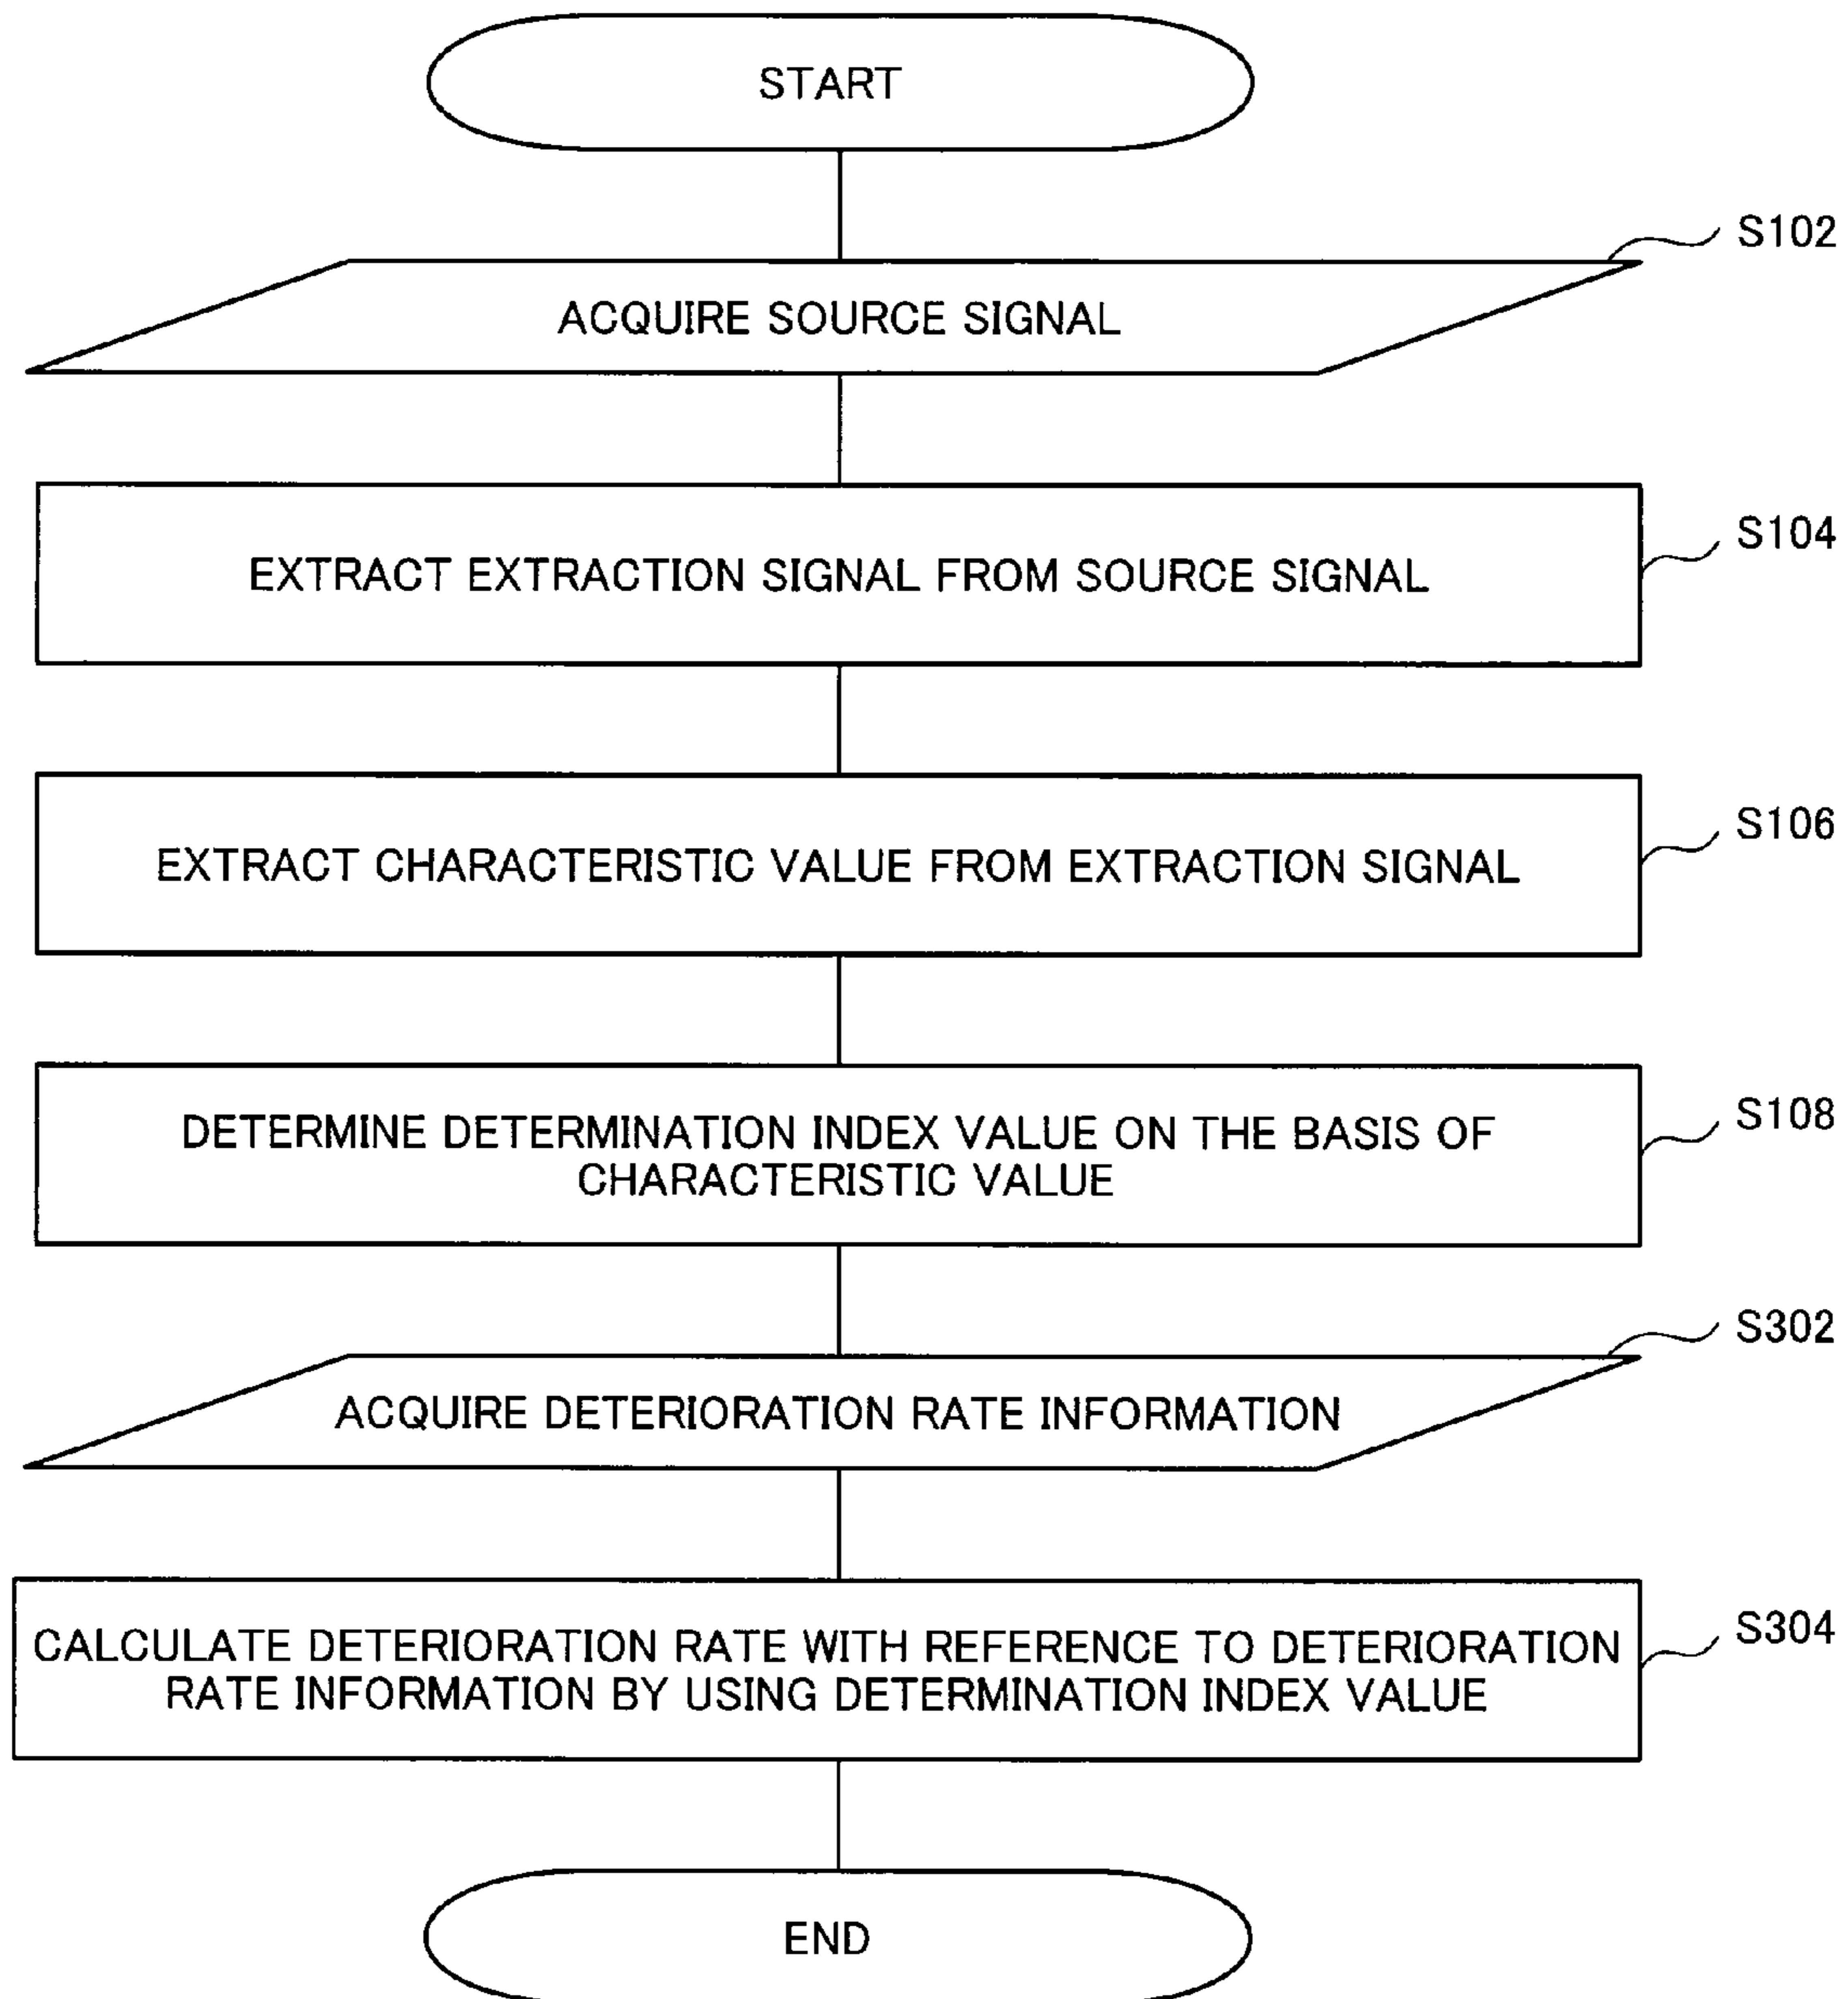 START
S102
ACQUIRE SOURCE SIGNAL
S104
EXTRACT EXTRACTION SIGNAL FROM SOURCE SIGNAL
S106
EXTRACT CHARACTERISTIC VALUE FROM EXTRACTION SIGNAL
S108
DETERMINE DETERMINATION INDEX VALUE ON THE BASIS OF
CHARACTERISTIC VALUE
S302
ACQUIRE DETERIORATION RATE INFORMATION
S304
CALCULATE DETERIORATION RATE WITH REFERENCE TO DETERIORATION
RATE INFORMATION BY USING DETERMINATION INDEX VALUE
END